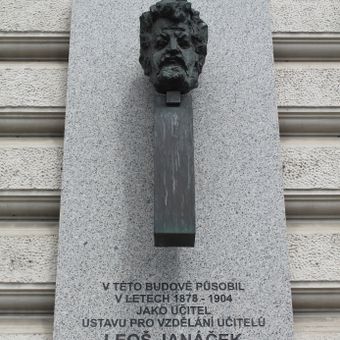 V TÉTO BUDOVĚ PŮSOBIL
V LETECH 1878 - 1904
JAKO UČITEL
ÚSTAVU PRO VZDĚLÁNÍ UČITELŮ
LEOŠ JANÁČEK